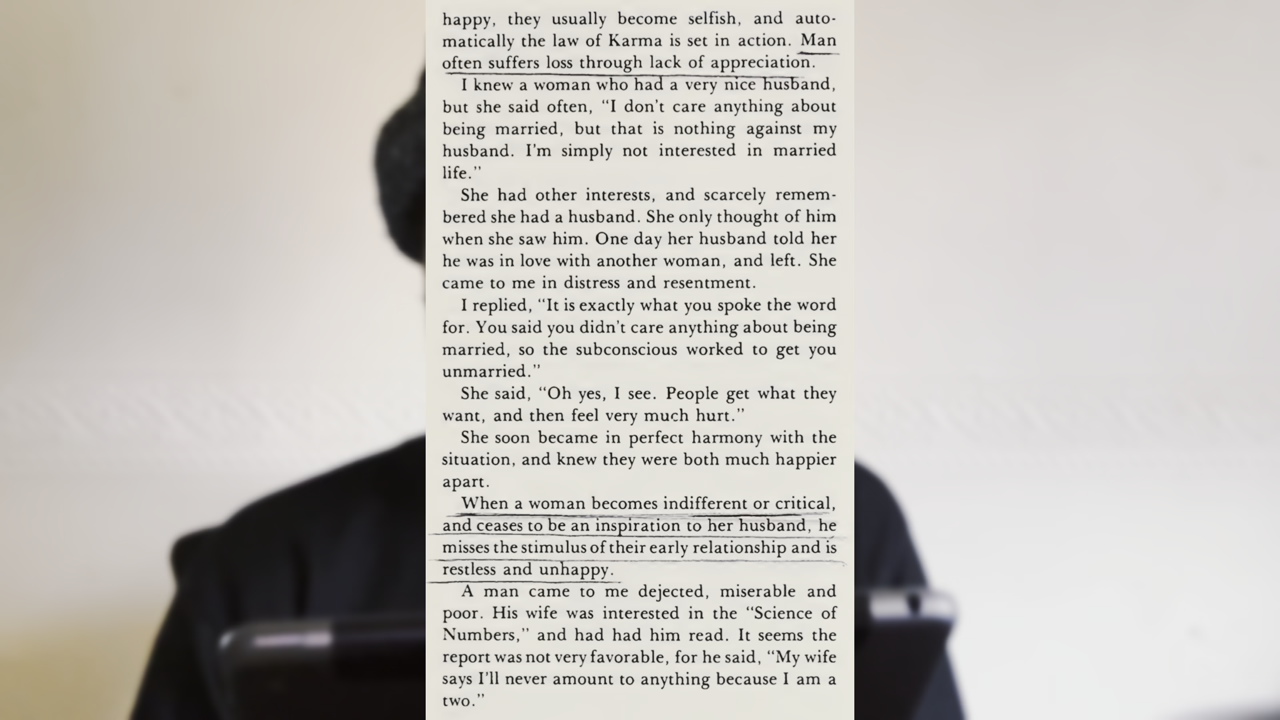 happy, they usually become selfish, and auto-
matically the law of Karma is set in action. Man
often suffers loss through lack of appreciation.
I knew a woman who had a very nice husband,
but she said often, “I don’t care anything about
being married, but that is nothing against my
husband. I’m simply not interested in married
life.”
She had other interests, and scarcely remem-
bered she had a husband. She only thought of him
when she saw him. One day her husband told her
he was in love with another woman, and left. She
came to me in distress and resentment.
I replied, “It is exactly what you spoke the word
for. You said you didn’t care anything about being
married, so the subconscious worked to get you
unmarried.”
She said, “Oh yes, I see. People get what they
want, and then feel very much hurt.”
She soon became in perfect harmony with the
situation, and knew they were both much happier
apart.
When a woman becomes indifferent or critical,
and ceases to be an inspiration to her husband, he
misses the stimulus of their early relationship and is
restless and unhappy.
A man came to me dejected, miserable and
poor. His wife was interested in the “Science of
Numbers,” and had had him read. It seems the
report was not very favorable, for he said, “My wife
says I’ll never amount to anything because I am a
two.”